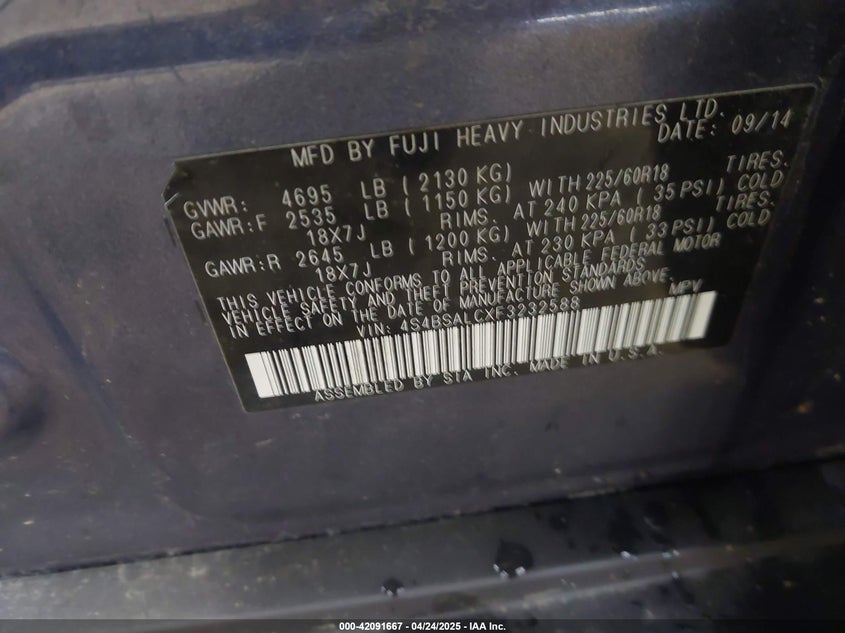 MFD BY FUJI HEAVY INDUSTRIES LTD.
DATE: 09/14
GVWR: 4695 LB ( 2130 KG)
GAWR:F 2535 LB ( 1150 KG) WITH 225/60R18 TIRES.
18X7J RIMS. AT 240 KPA ( 35 PSI) COLD
GAWR:R 2645 LB ( 1200 KG) WITH 225/60R18 TIRES.
18X7J RIMS. AT 230 KPA ( 33 PSI) COLD
THIS VEHICLE CONFORMS TO ALL APPLICABLE FEDERAL MOTOR
VEHICLE SAFETY AND THEFT PREVENTION STANDARDS
IN EFFECT ON THE DATE OF MANUFACTURE SHOWN ABOVE.
VIN: 4S4BSALCXF3232588 MPV
ASSEMBLED BY SIA INC. MADE IN U.S.A.
000-42091667 - 04/24/2025 - IAA Inc.